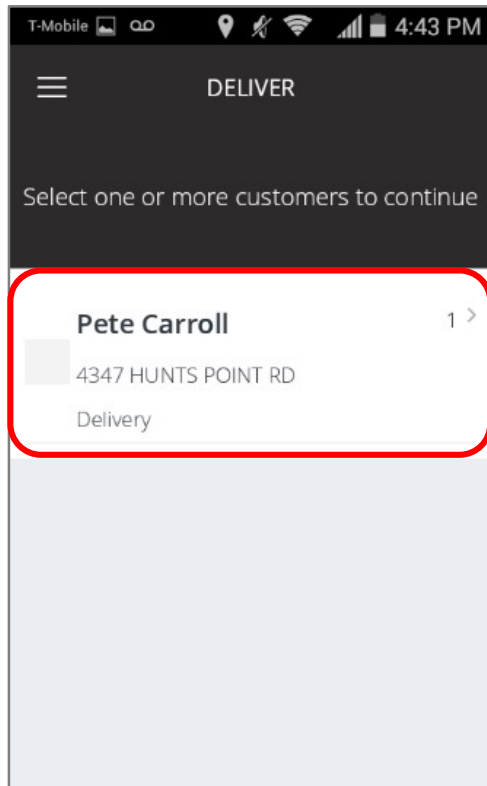 T-Mobile 4:43 PM
DELIVER
Select one or more customers to continue
Pete Carroll 1
4347 HUNTS POINT RD
Delivery